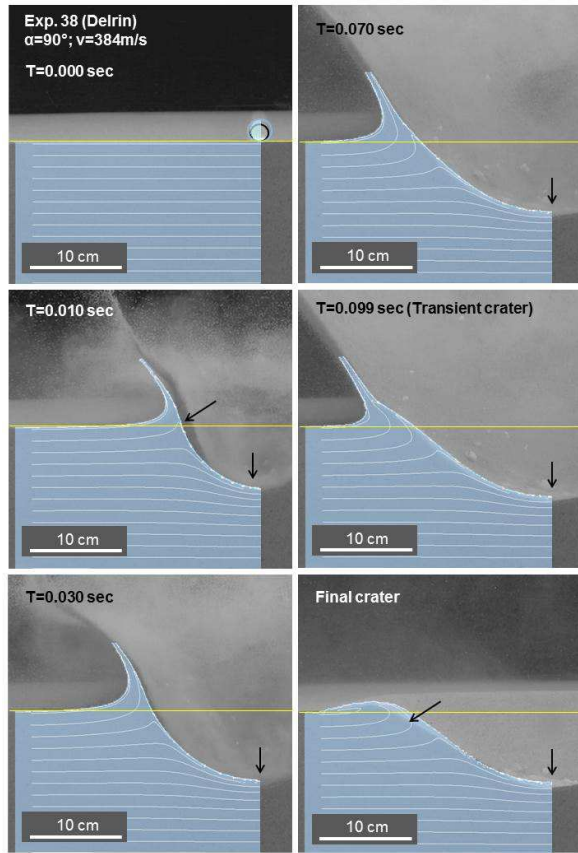 Exp. 38 (Delrin)
α=90°; v=384m/s
T=0.000 sec
10 cm
T=0.070 sec
10 cm
T=0.010 sec
10 cm
T=0.099 sec (Transient crater)
10 cm
T=0.030 sec
10 cm
Final crater
10 cm